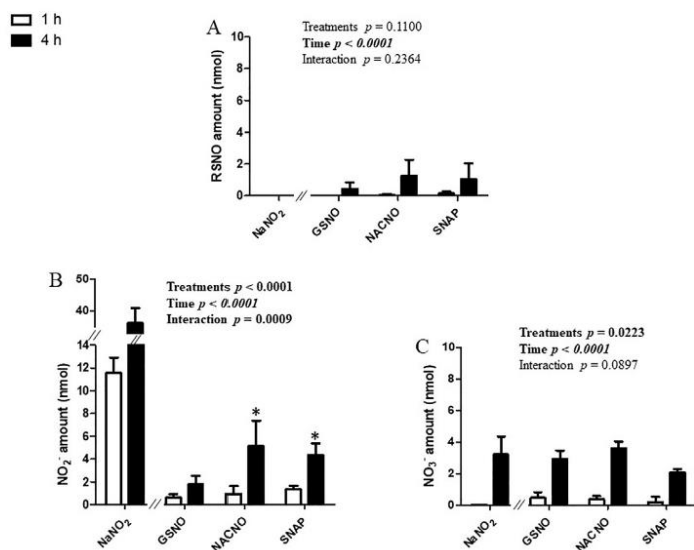 1 h
4 h
A
Treatments p = 0.1100
Time p < 0.0001
Interaction p = 0.2364
RSNO amount (nmol)
10
8
6
4
2
0
NaNO₂
GSNO
NACNO
SNAP
B
Treatments p < 0.0001
Time p < 0.0001
Interaction p = 0.0009
NO₂⁻ amount (nmol)
50
40
30
14
12
10
8
6
4
2
0
*
*
NaNO₂
GSNO
NACNO
SNAP
C
Treatments p = 0.0223
Time p < 0.0001
Interaction p = 0.0897
NO₃⁻ amount (nmol)
10
8
6
4
2
0
NaNO₂
GSNO
NACNO
SNAP